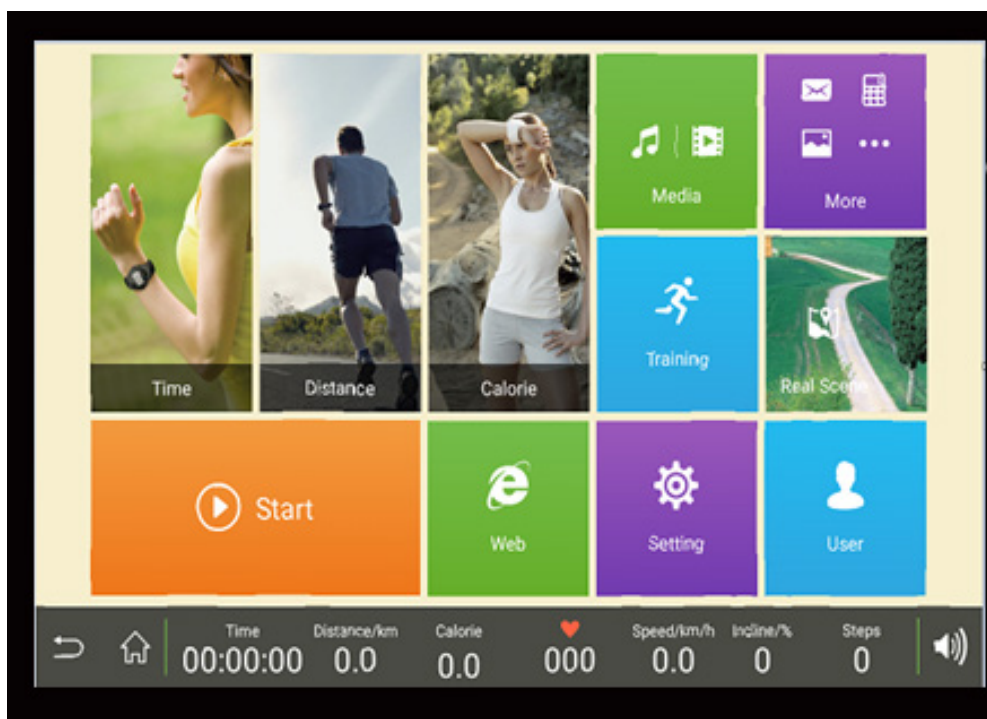 Media
More
Training
Real Scene
Time
Distance
Calorie
Start
Web
Setting
User
Time
00:00:00
Distance/km
0.0
Calorie
0.0
000
Speed/km/h
0.0
Incline/%
0
Steps
0